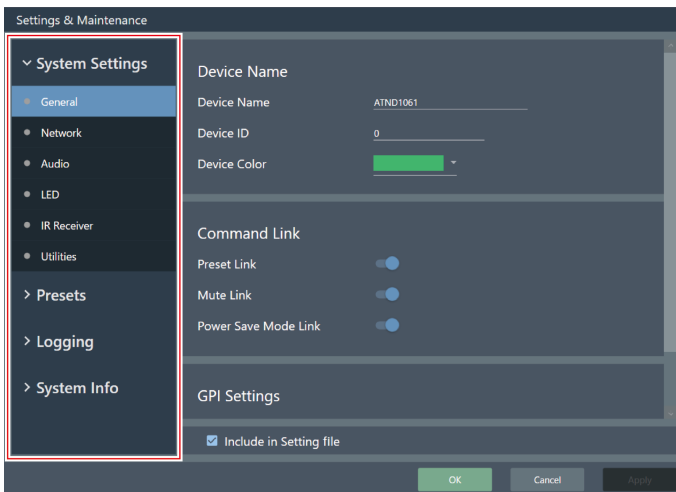 Settings & Maintenance
System Settings
General
Network
Audio
LED
IR Receiver
Utilities
Presets
Logging
System Info
Device Name
Device Name ATND1061
Device ID 0
Device Color
Command Link
Preset Link
Mute Link
Power Save Mode Link
GPI Settings
Include in Setting file
OK Cancel Apply